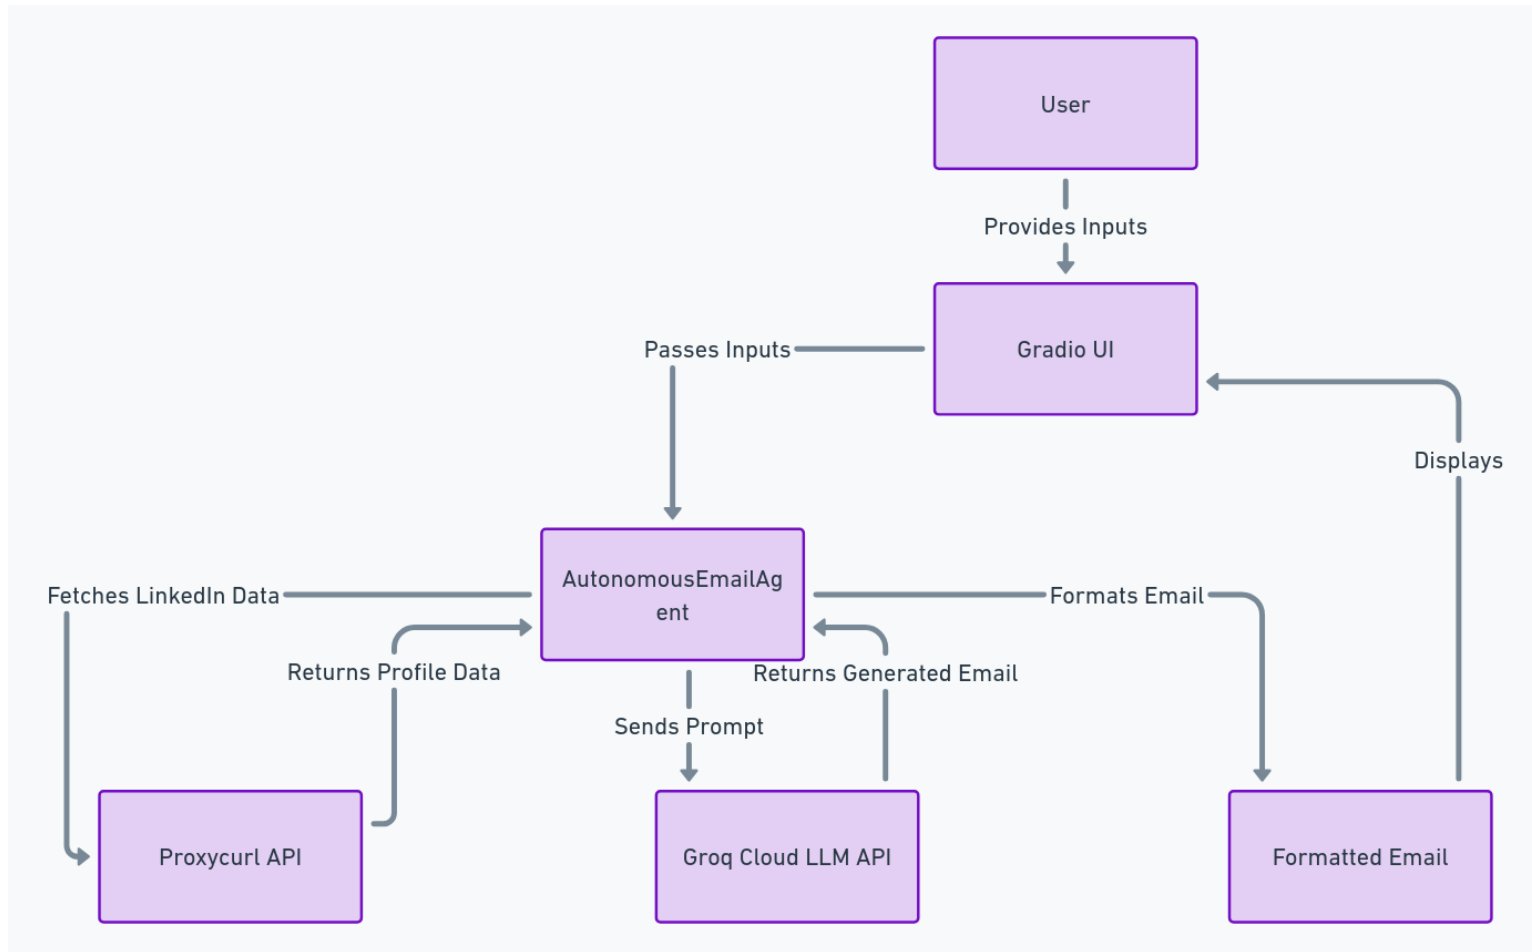 User
Provides Inputs
Gradio UI
Passes Inputs
Displays
AutonomousEmailAg
ent
Fetches LinkedIn Data
Formats Email
Returns Profile Data
Returns Generated Email
Sends Prompt
Proxycurl API
Groq Cloud LLM API
Formatted Email